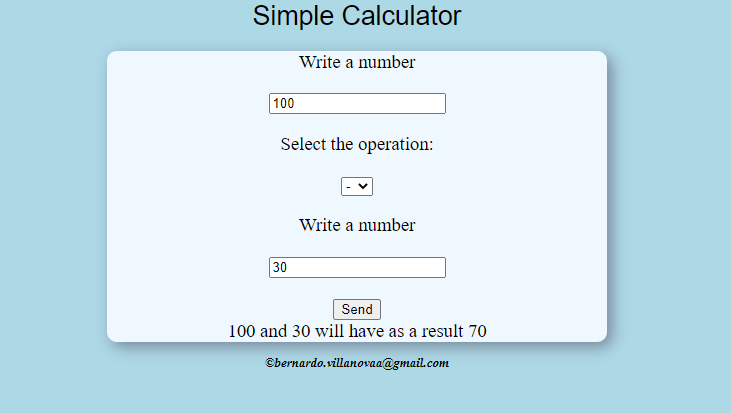 Simple Calculator
Write a number
100
Select the operation:
-
Write a number
30
Send
100 and 30 will have as a result 70
©bernardo.villanovaa@gmail.com